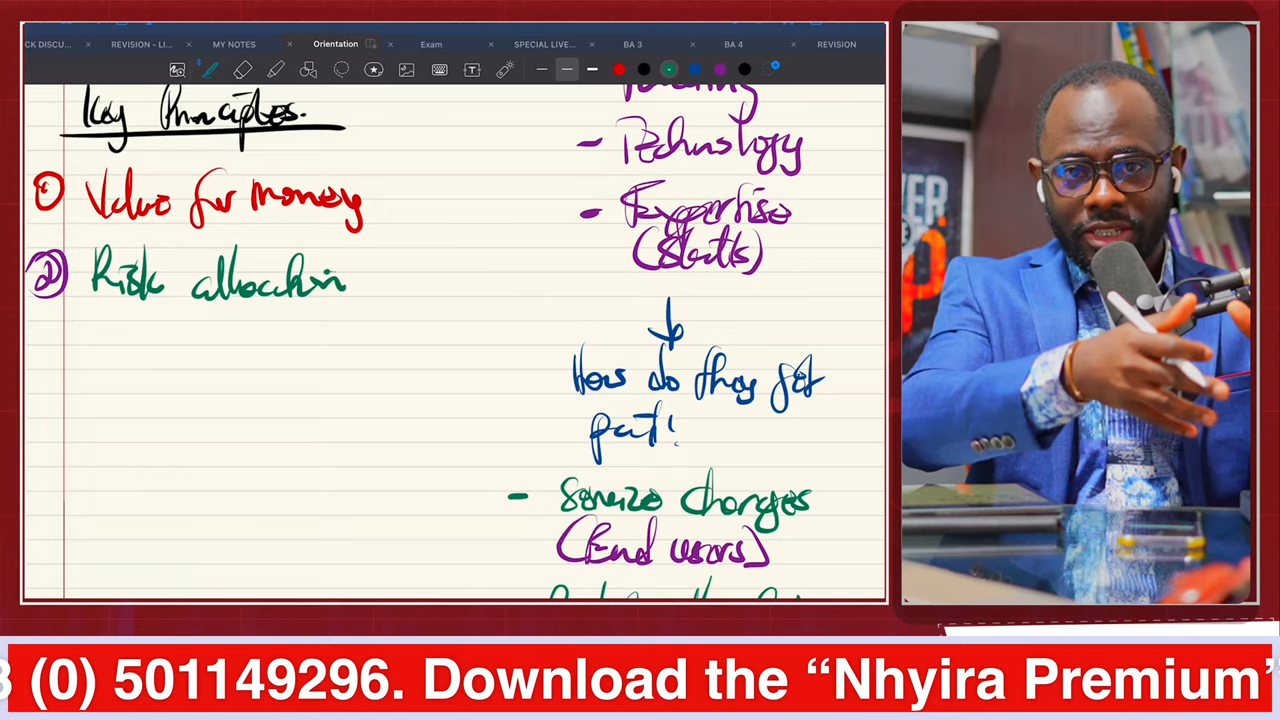 CK DISCU...
REVISION - LI...
MY NOTES
Orientation
Exam
SPECIAL LIVE...
BA 3
BA 4
REVISION
Key Principles.
① Value for money
② Risk allocation
- Technology
- Expertise
(Skills)
How do they get
paid?
- Service charges
(End users)
3 (0) 501149296. Download the “Nhyira Premium”